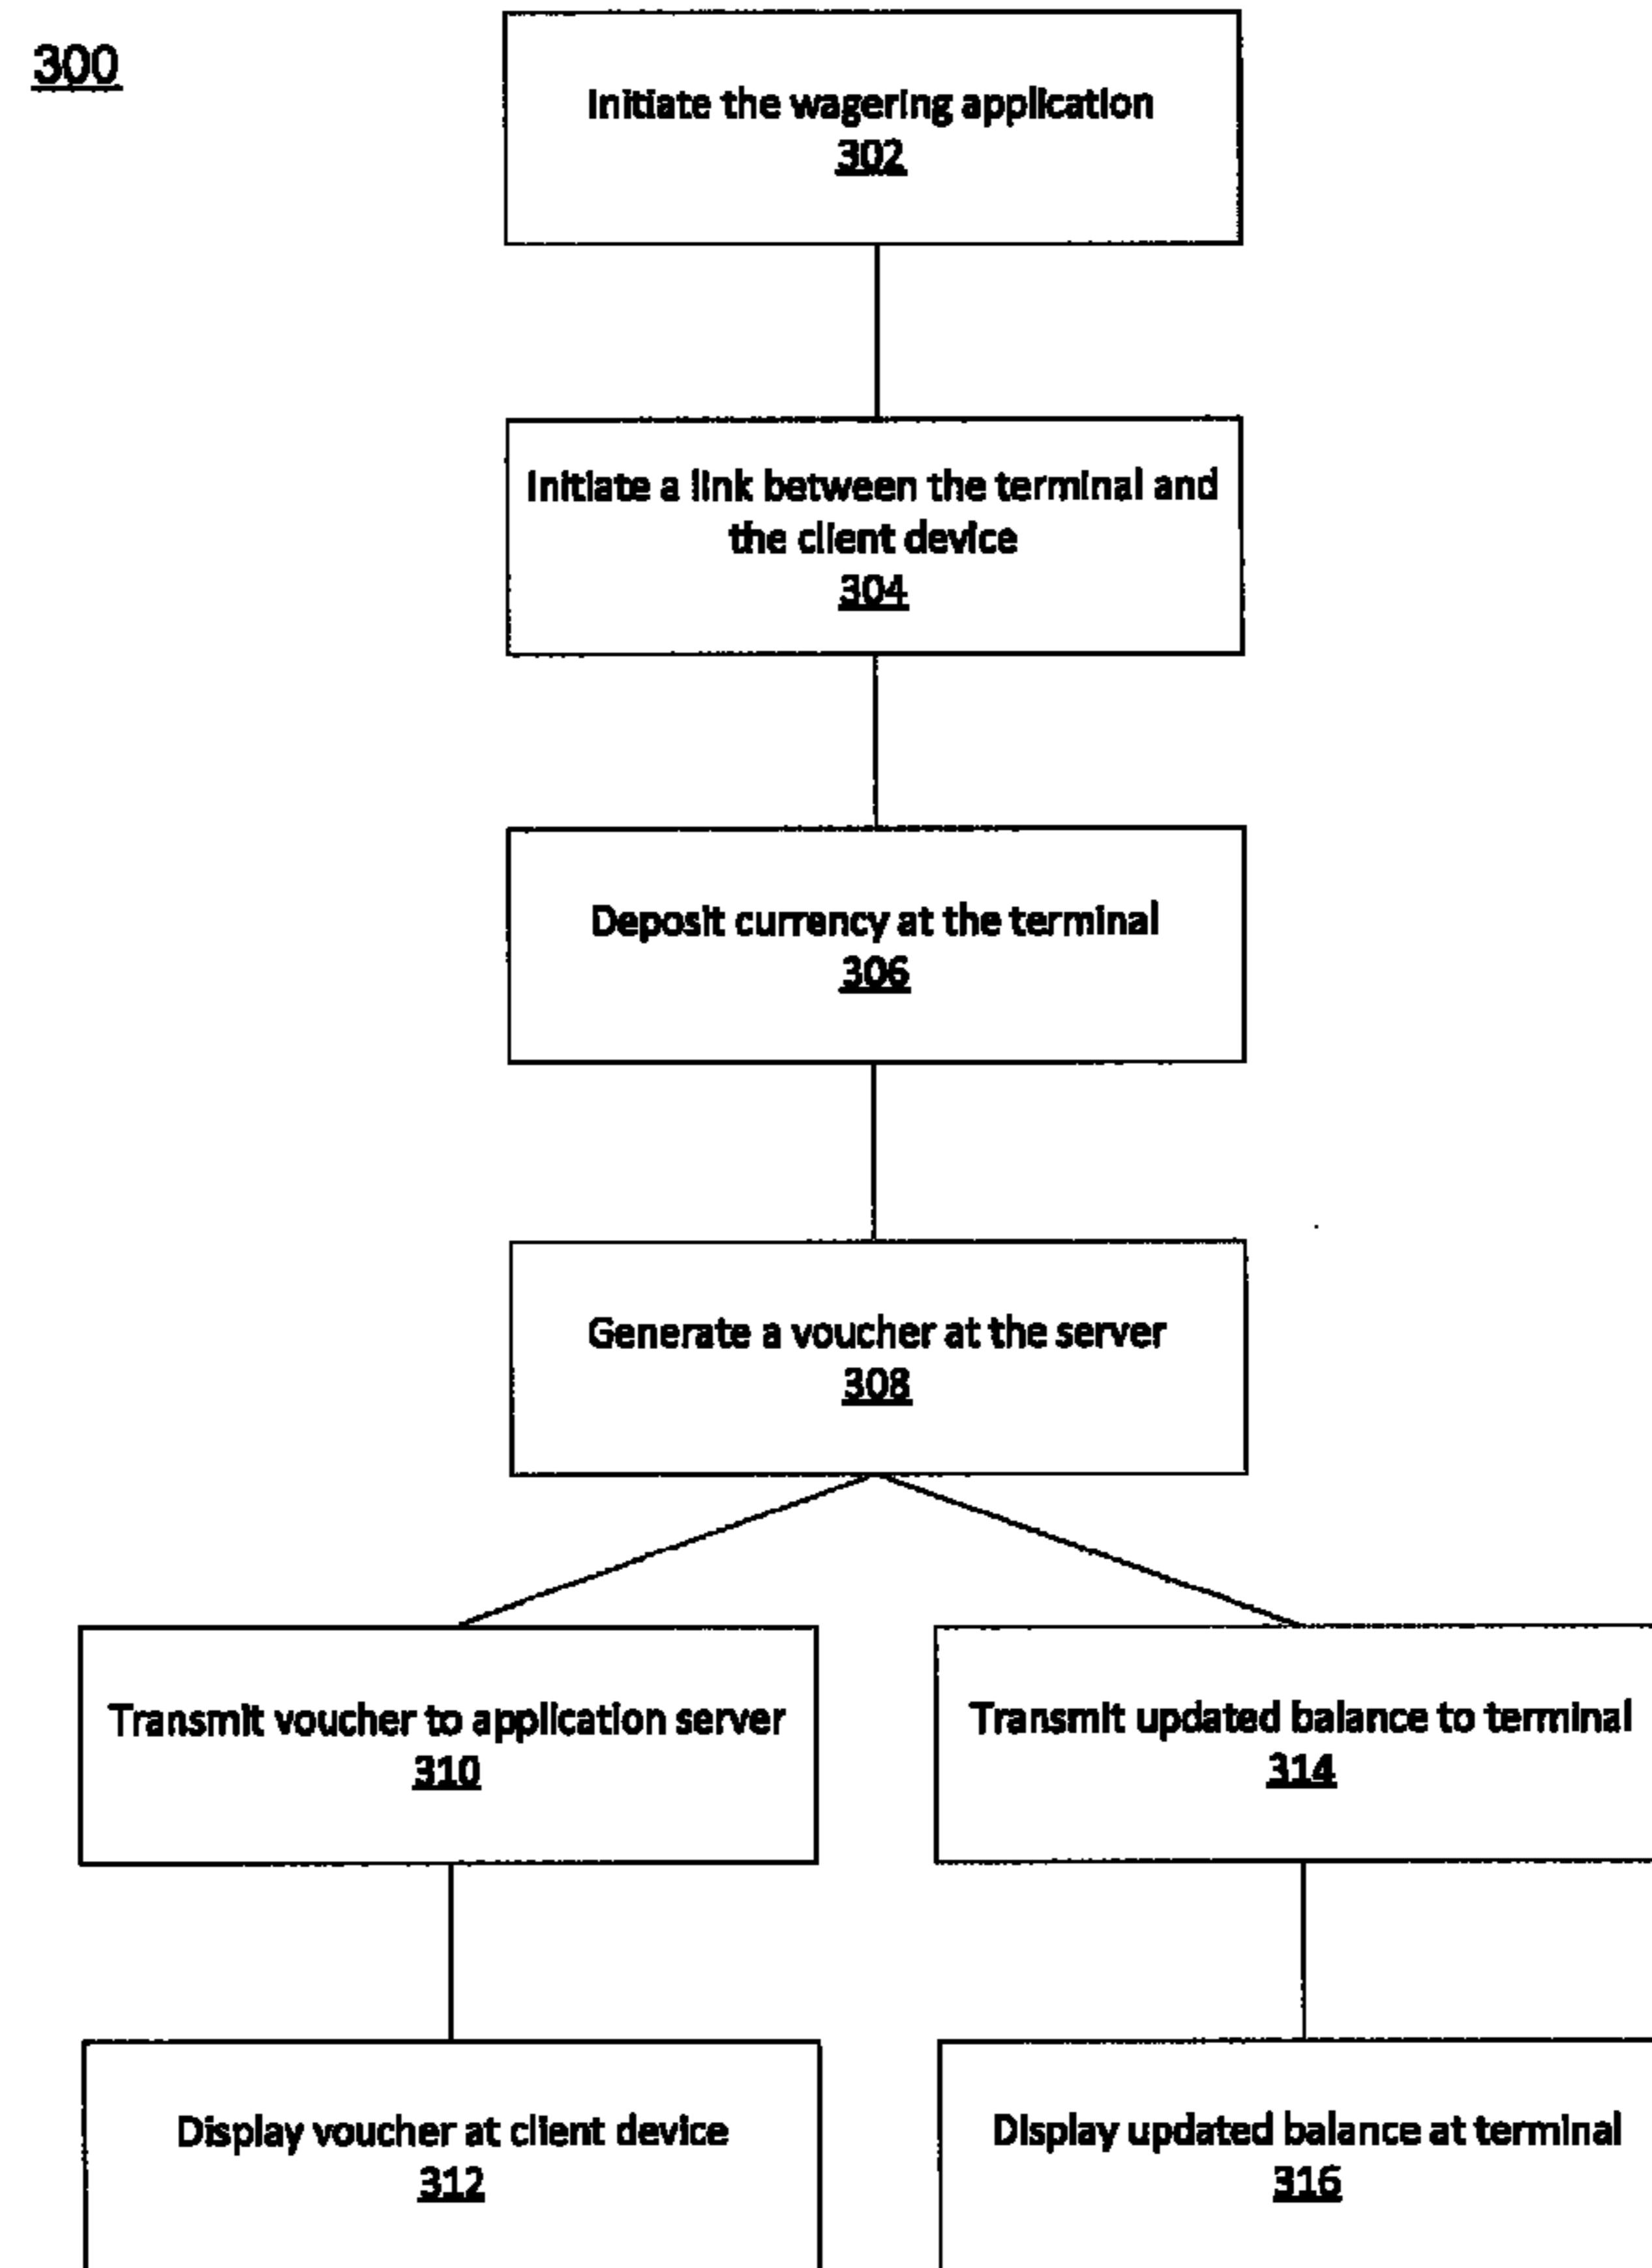 300
Initiate the wagering application
302
Initiate a link between the terminal and
the client device
304
Deposit currency at the terminal
306
Generate a voucher at the server
308
Transmit voucher to application server
310
Transmit updated balance to terminal
314
Display voucher at client device
312
Display updated balance at terminal
316